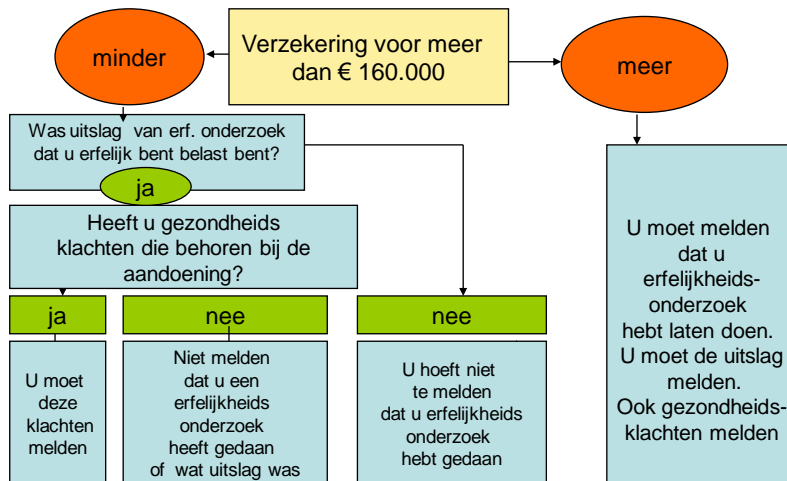 Verzekering voor meer
dan € 160.000
minder
meer
Was uitslag van erf. onderzoek
dat u erfelijk bent belast bent?
ja
Heeft u gezondheids
klachten die behoren bij de
aandoening?
ja
nee
nee
U moet
deze
klachten
melden
Niet melden
dat u een
erfelijkheids
onderzoek
heeft gedaan
of wat uitslag was
U hoeft niet
te melden
dat u erfelijkheids
onderzoek
hebt gedaan
U moet melden
dat u
erfelijkheids-
onderzoek
hebt laten doen.
U moet de uitslag
melden.
Ook gezondheids-
klachten melden